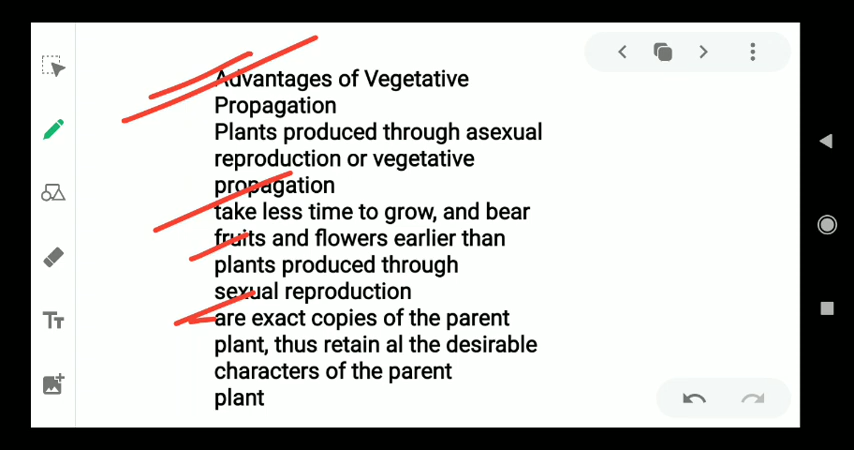 Advantages of Vegetative
Propagation
Plants produced through asexual
reproduction or vegetative
propagation
take less time to grow, and bear
fruits and flowers earlier than
plants produced through
sexual reproduction
are exact copies of the parent
plant, thus retain al the desirable
characters of the parent
plant